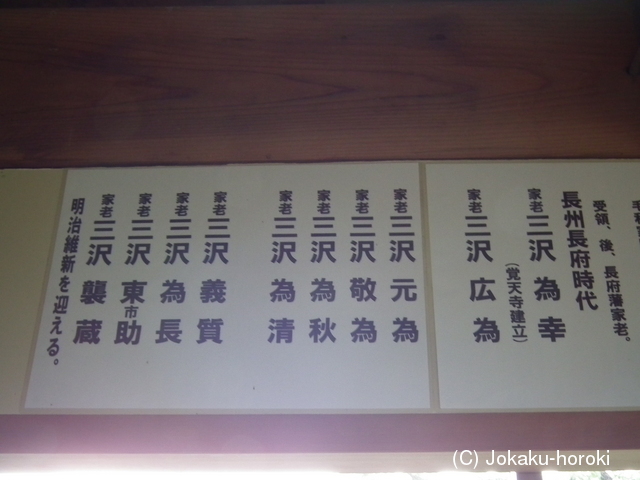 受領、後、長府藩家老。
長州長府時代
家老 三沢 為幸
（覚天寺建立）
家老 三沢 広為
家老 三沢 元為
家老 三沢 敬為
家老 三沢 為秋
家老 三沢 為清
家老 三沢 義質
家老 三沢 為長
家老 三沢 東市助
家老 三沢 襲蔵
明治維新を迎える。
(C) Jokaku-horoki